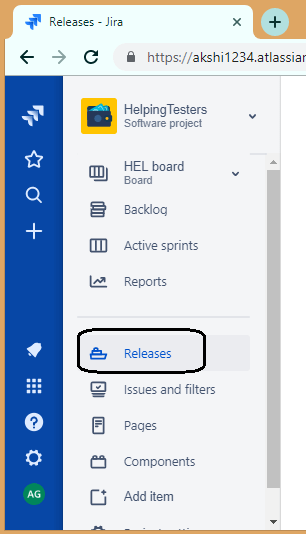 Releases - Jira
https://akshi1234.atlassian
HelpingTesters
Software project
HEL board
Board
Backlog
Active sprints
Reports
Releases
Issues and filters
Pages
Components
Add item
AG